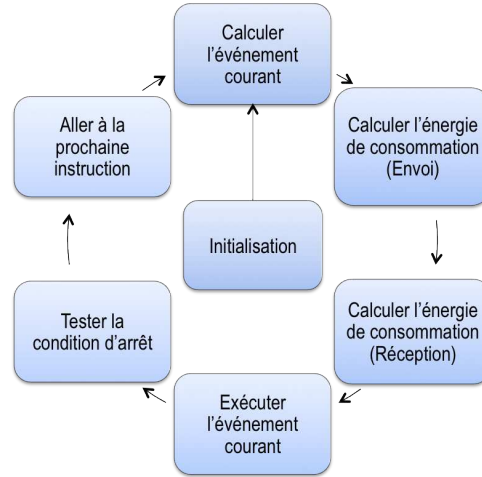 Calculer
l'événement
courant
Calculer l'énergie
de consommation
(Envoi)
Calculer l'énergie
de consommation
(Réception)
Exécuter
l'événement
courant
Tester la
condition d'arrêt
Aller à la
prochaine
instruction
Initialisation